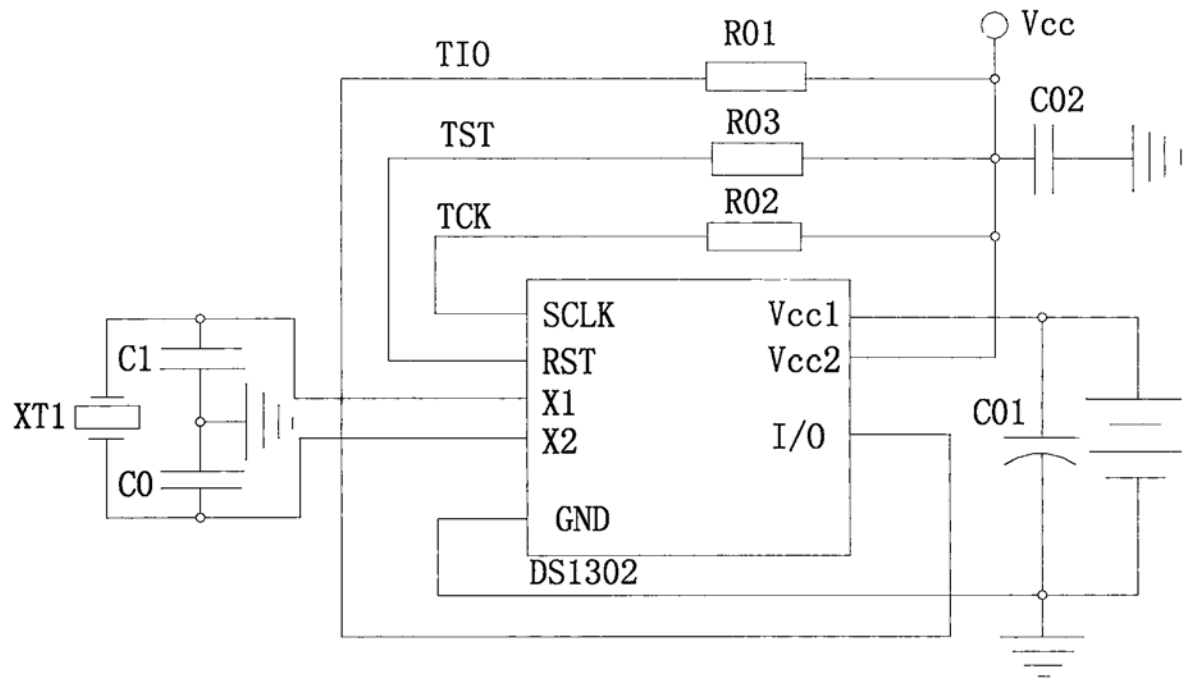 Vcc
R01
TIO
C02
R03
TST
R02
TCK
SCLK
Vcc1
RST
Vcc2
C1
X1
XT1
C01
X2
I/O
C0
GND
DS1302